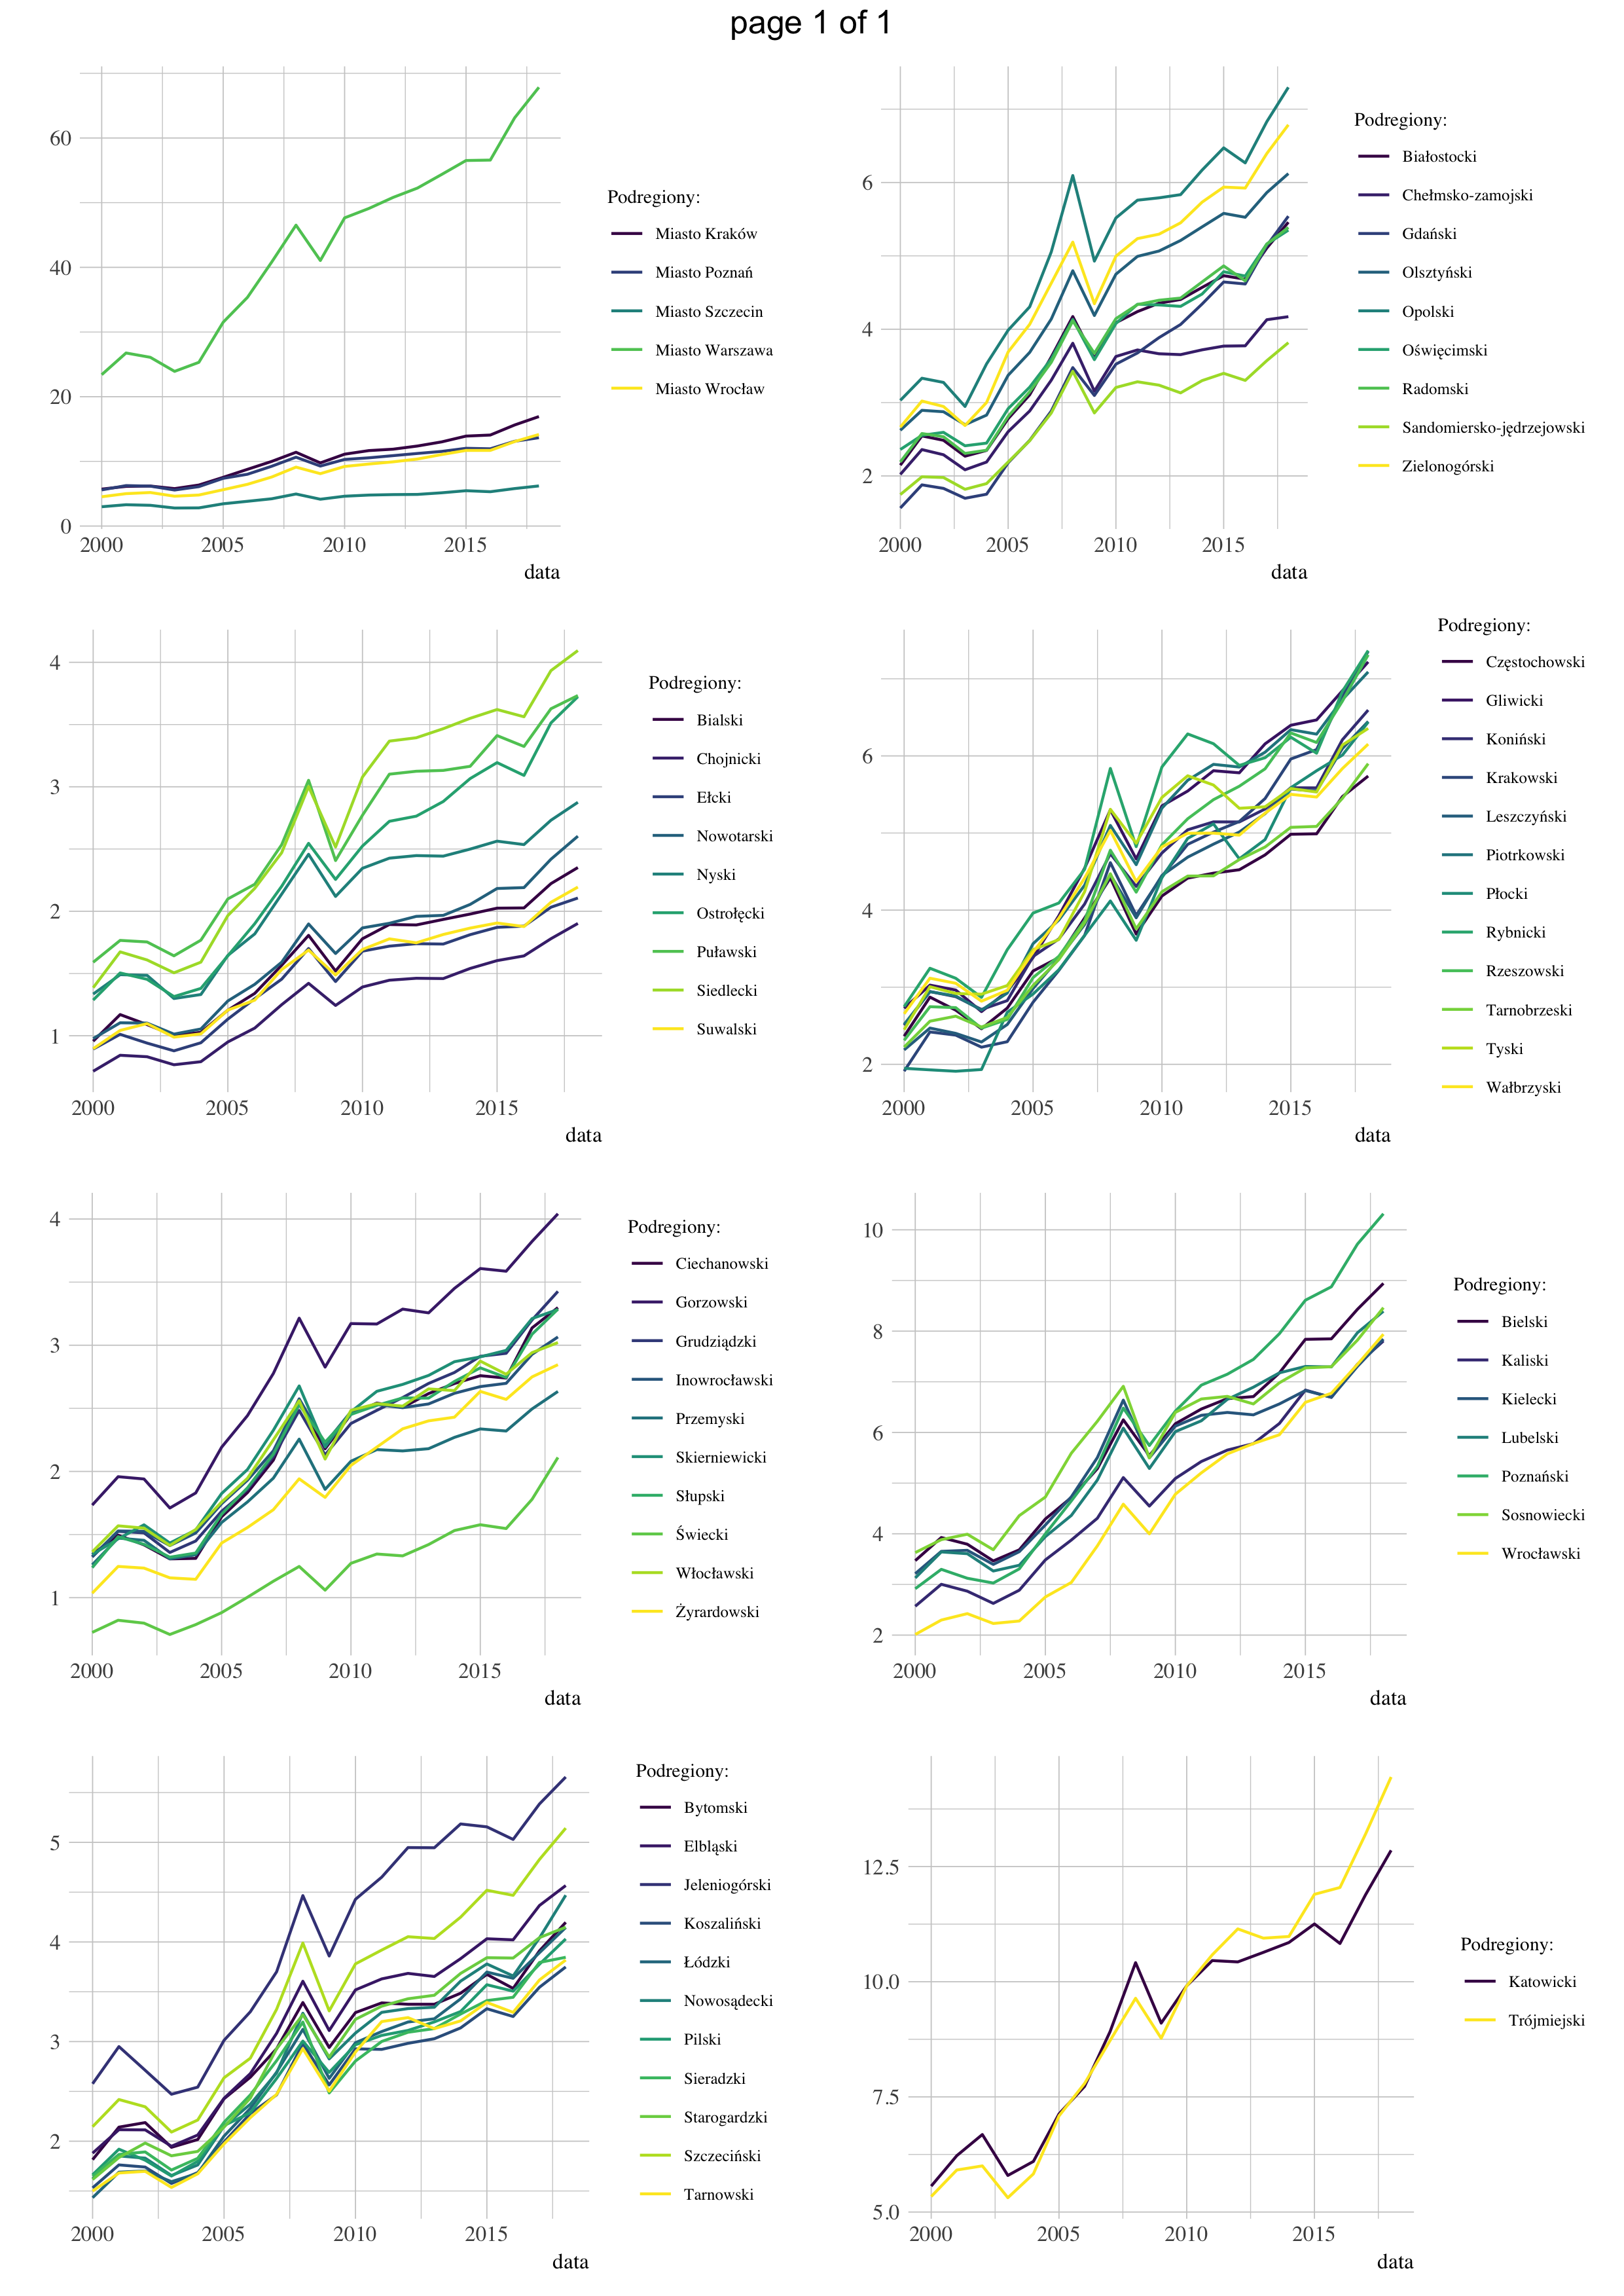 page 1 of 1
60
40
20
0
2000 2005 2010 2015
data
Podregiony:
Miasto Kraków
Miasto Poznań
Miasto Szczecin
Miasto Warszawa
Miasto Wrocław
6
4
2
2000 2005 2010 2015
data
Podregiony:
Białostocki
Chełmsko-zamojski
Gdański
Olsztyński
Opolski
Oświęcimski
Radomski
Sandomiersko-jędrzejowski
Zielonogórski
4
3
2
1
2000 2005 2010 2015
data
Podregiony:
Bialski
Chojnicki
Ełcki
Nowotarski
Nyski
Ostrołęcki
Puławski
Siedlecki
Suwalski
6
4
2
2000 2005 2010 2015
data
Podregiony:
Częstochowski
Gliwicki
Koniński
Krakowski
Leszczyński
Piotrkowski
Płocki
Rybnicki
Rzeszowski
Tarnobrzeski
Tyski
Wałbrzyski
4
3
2
1
2000 2005 2010 2015
data
Podregiony:
Ciechanowski
Gorzowski
Grudziądzki
Inowrocławski
Przemyski
Skierniewicki
Słupski
Świecki
Włocławski
Żyrardowski
10
8
6
4
2
2000 2005 2010 2015
data
Podregiony:
Bielski
Kaliski
Kielecki
Lubelski
Poznański
Sosnowiecki
Wrocławski
5
4
3
2
2000 2005 2010 2015
data
Podregiony:
Bytomski
Elbląski
Jeleniogórski
Koszaliński
Łódzki
Nowosądecki
Pilski
Sieradzki
Starogardzki
Szczeciński
Tarnowski
12.5
10.0
7.5
5.0
2000 2005 2010 2015
data
Podregiony:
Katowicki
Trójmiejski